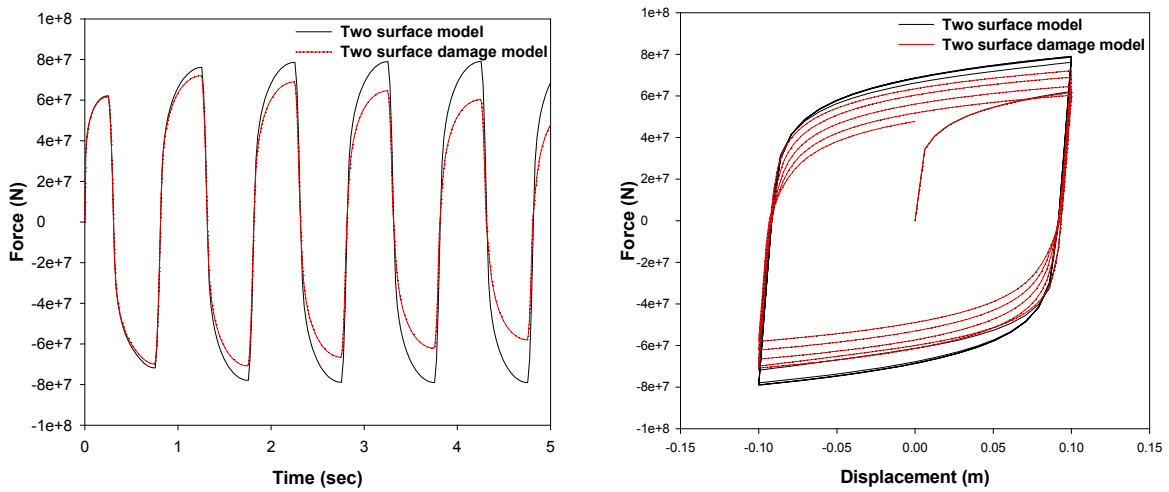 Two surface model
Two surface damage model
1e+8
8e+7
6e+7
4e+7
2e+7
0
-2e+7
-4e+7
-6e+7
-8e+7
-1e+8
Force (N)
0
1
2
3
4
5
Time (sec)
Two surface model
Two surface damage model
1e+8
8e+7
6e+7
4e+7
2e+7
0
-2e+7
-4e+7
-6e+7
-8e+7
-1e+8
Force (N)
-0.15
-0.10
-0.05
0.00
0.05
0.10
0.15
Displacement (m)